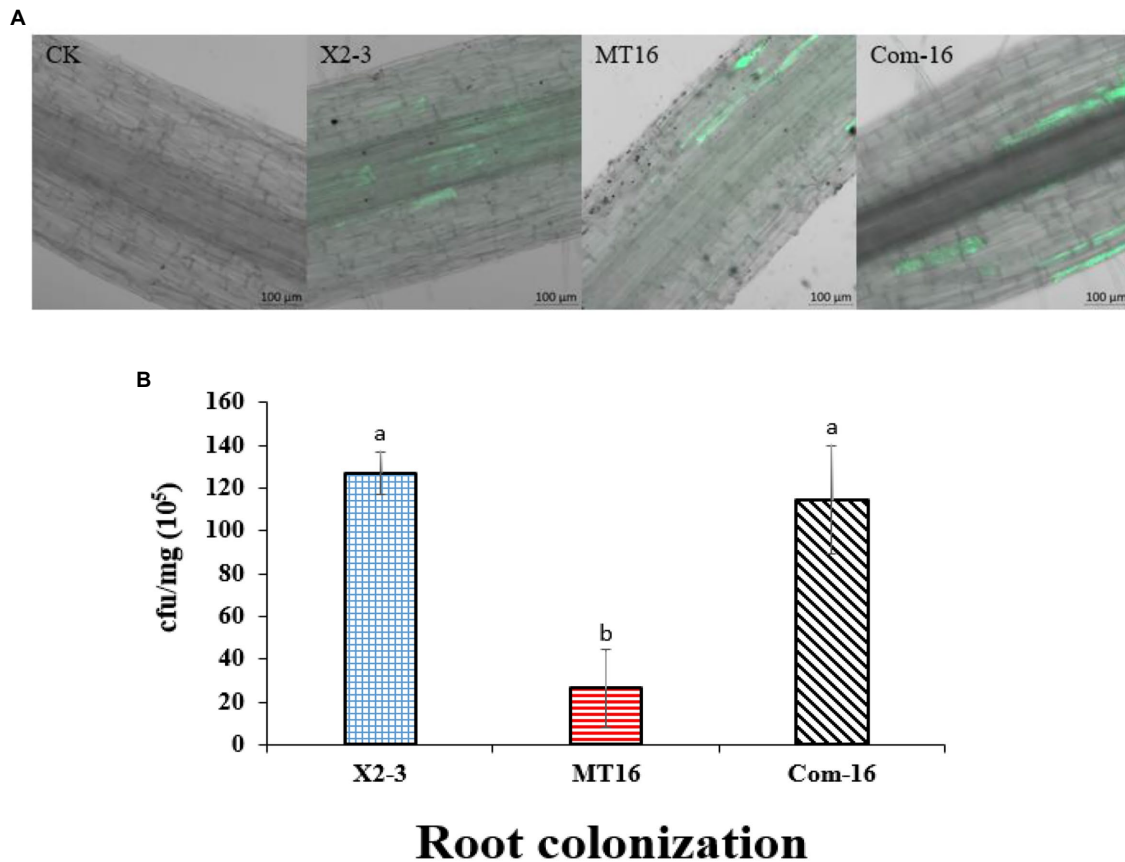 A
CK
X2-3
MT16
Com-16
100 μm
100 μm
100 μm
100 μm
B
cfu/mg (10⁵)
160
140
120
100
80
60
40
20
0
a
b
a
X2-3
MT16
Com-16
Root colonization